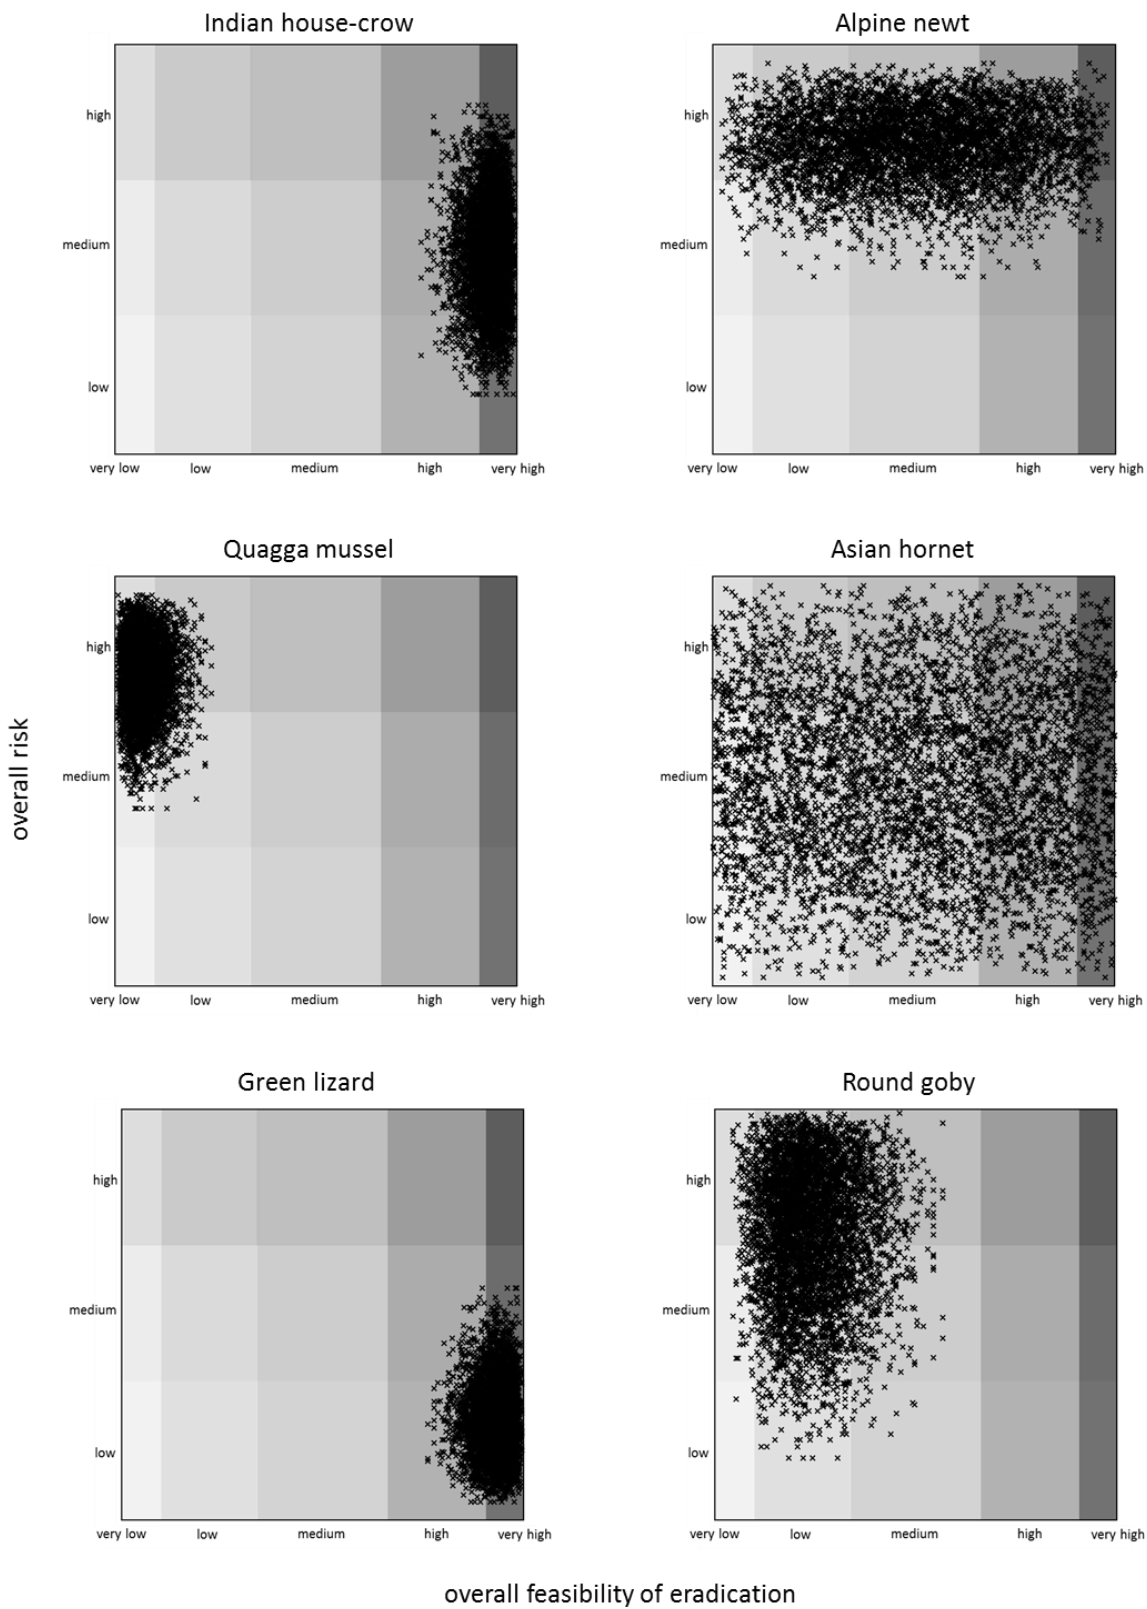 Indian house-crow
Alpine newt
high
medium
low
very low low medium high very high
high
medium
low
very low low medium high very high
Quagga mussel
Asian hornet
overall risk
high
medium
low
very low low medium high very high
high
medium
low
very low low medium high very high
Green lizard
Round goby
high
medium
low
very low low medium high very high
high
medium
low
very low low medium high very high
overall feasibility of eradication